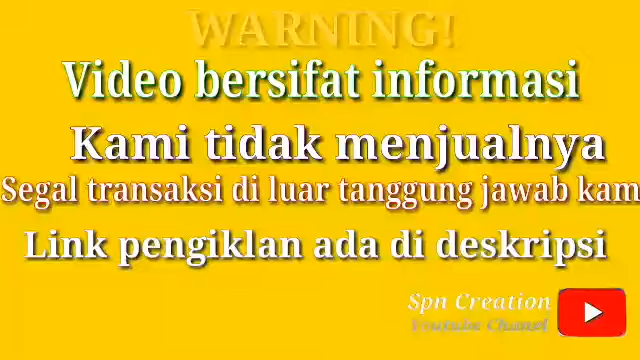 WARNING!
Video bersifat informasi
Kami tidak menjualnya
Segal transaksi di luar tanggung jawab kam
Link pengiklan ada di deskripsi
Spn Creation
Youtube Chanel